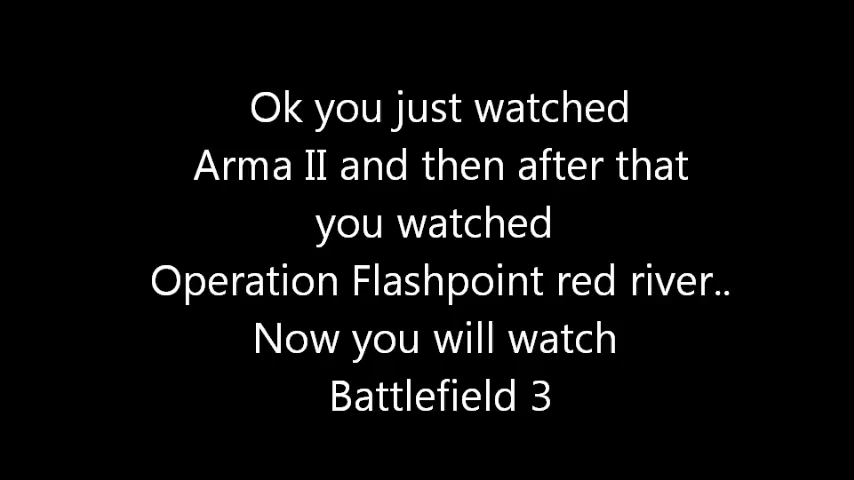 Ok you just watched
Arma II and then after that
you watched
Operation Flashpoint red river..
Now you will watch
Battlefield 3